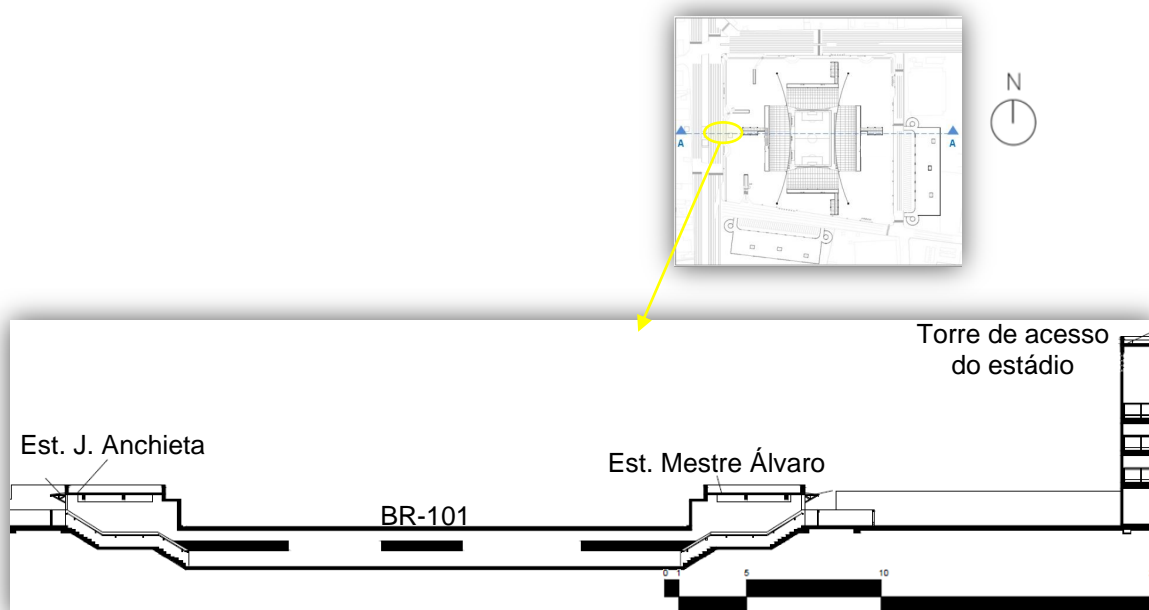 N
A
A
Torre de acesso
do estádio
Est. J. Anchieta
Est. Mestre Álvaro
BR-101
0 1 5 10